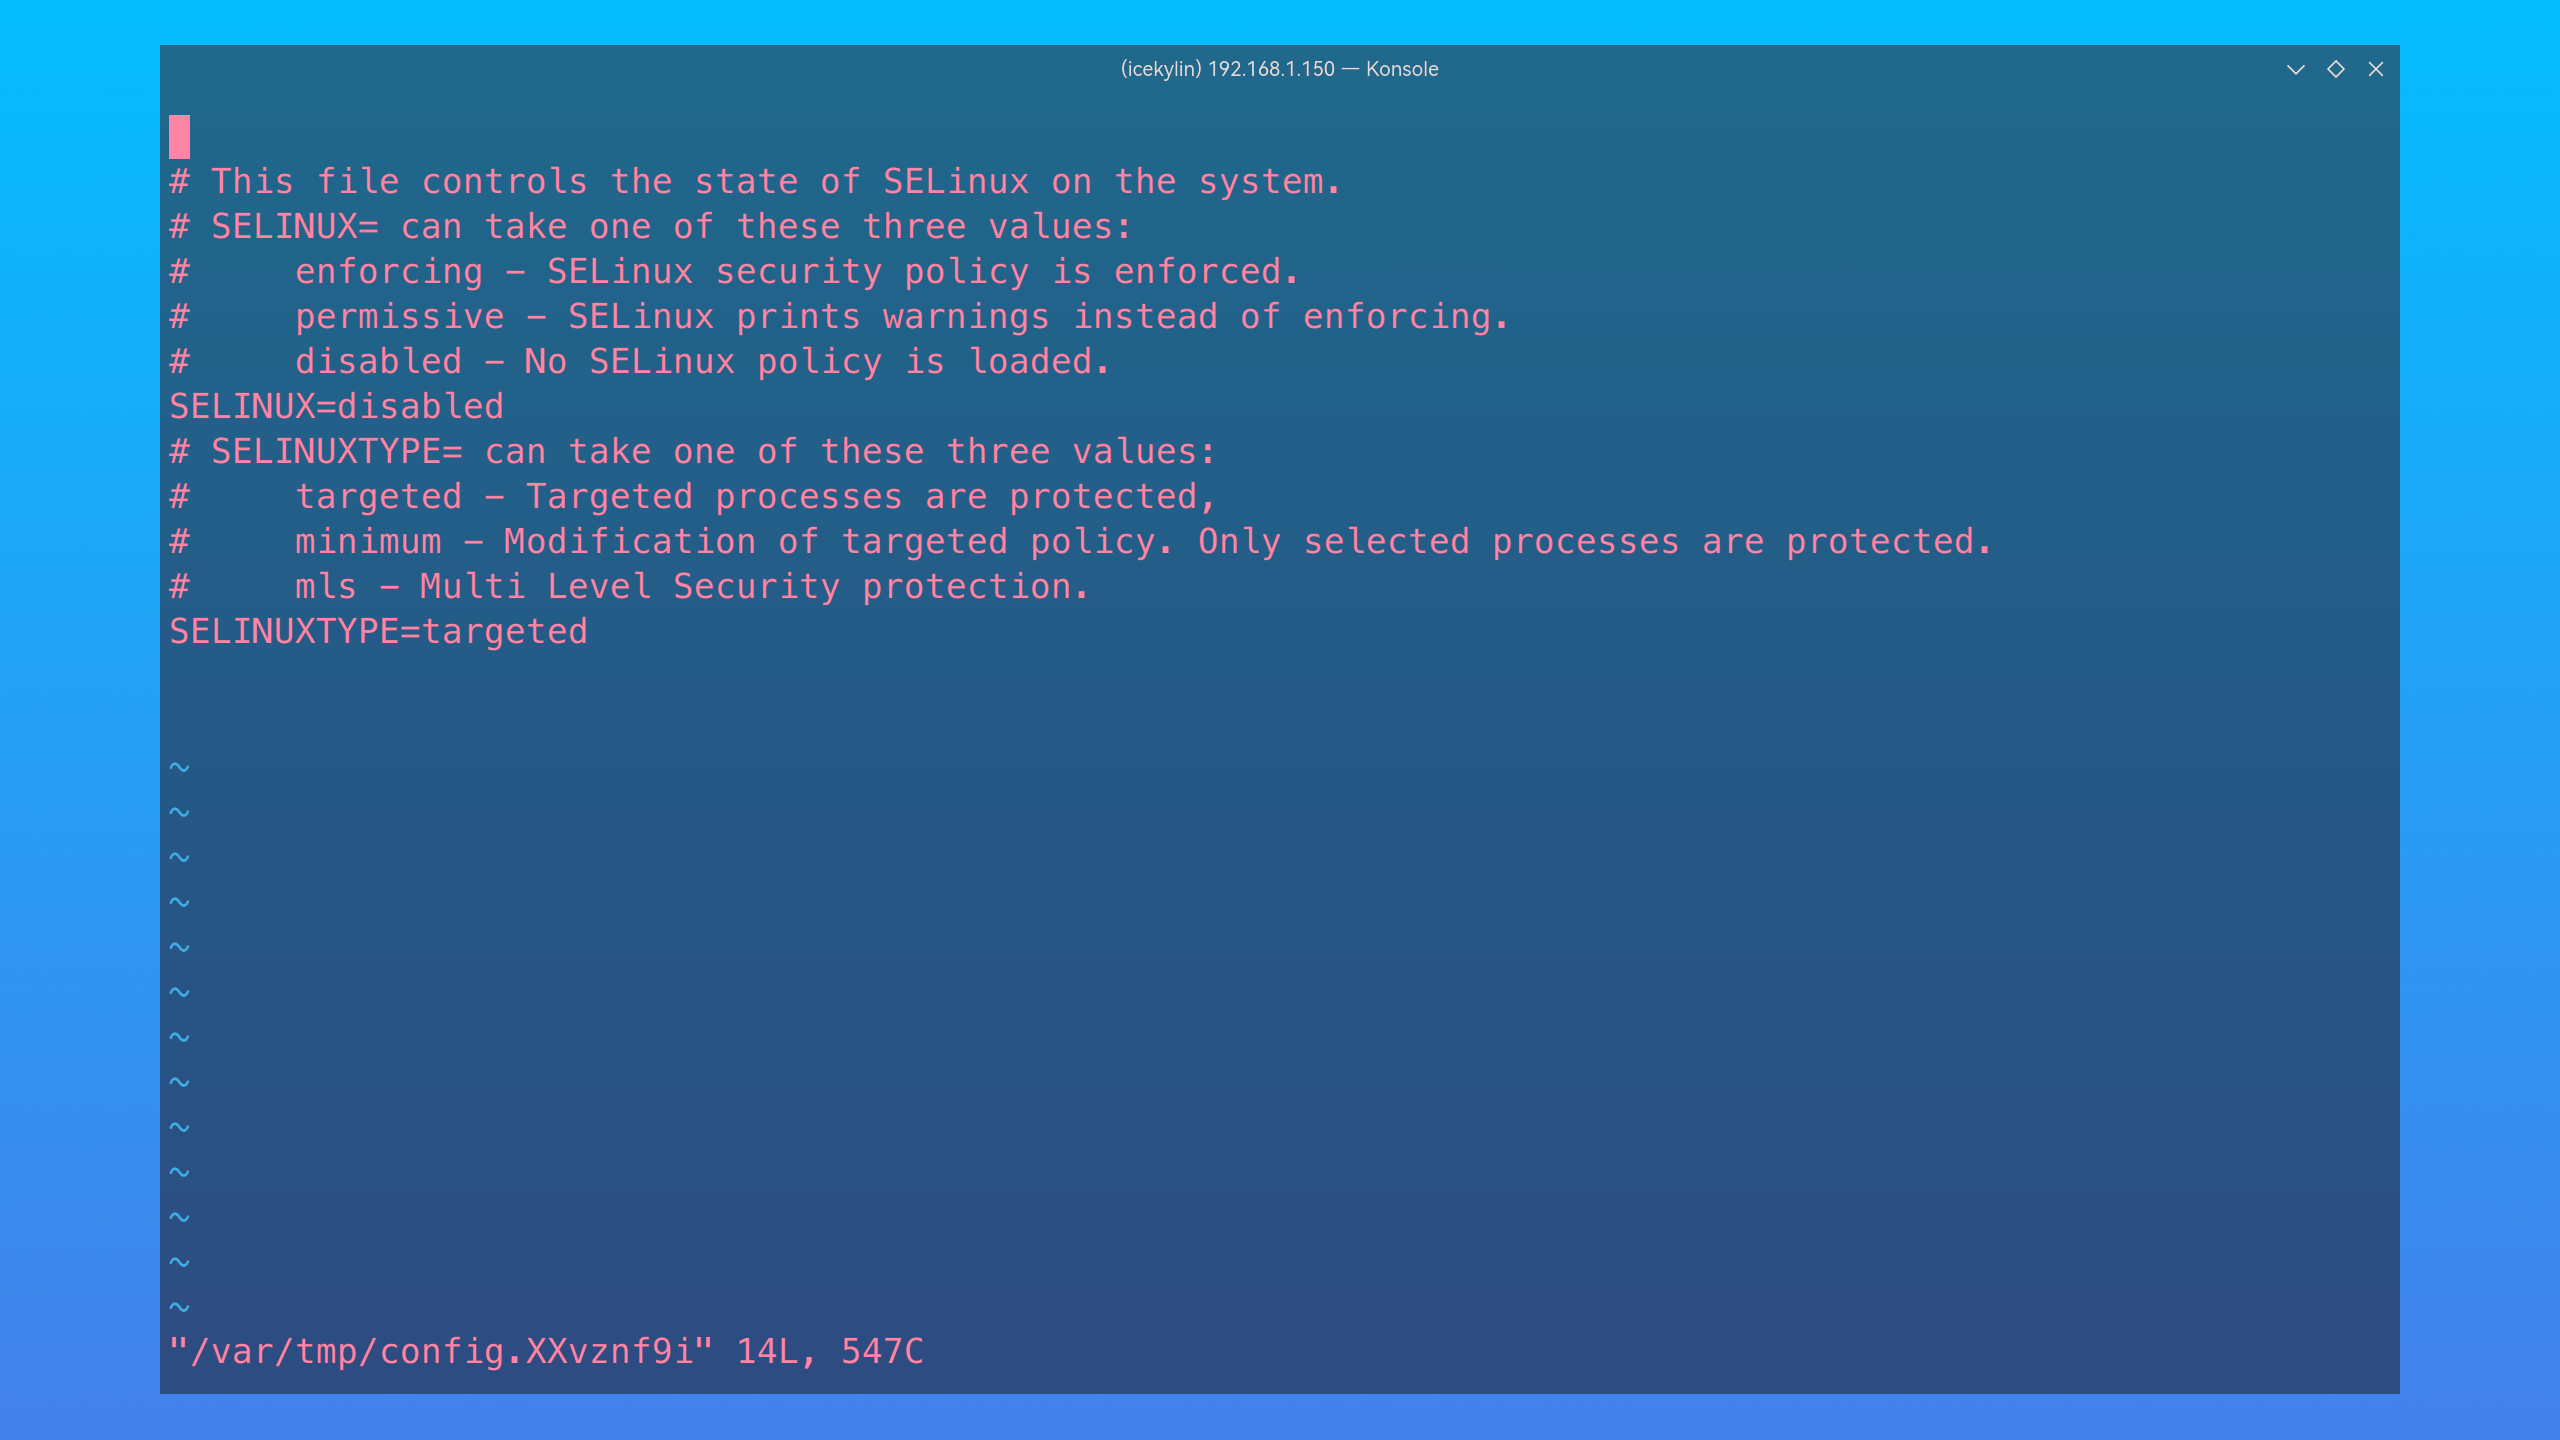 (icekylin) 192.168.1.150 — Konsole
# This file controls the state of SELinux on the system.
# SELINUX= can take one of these three values:
#     enforcing - SELinux security policy is enforced.
#     permissive - SELinux prints warnings instead of enforcing.
#     disabled - No SELinux policy is loaded.
SELINUX=disabled
# SELINUXTYPE= can take one of these three values:
#     targeted - Targeted processes are protected,
#     minimum - Modification of targeted policy. Only selected processes are protected.
#     mls - Multi Level Security protection.
SELINUXTYPE=targeted
~
~
~
~
~
~
~
~
~
~
~
~
~
"/var/tmp/config.XXvznf9i" 14L, 547C